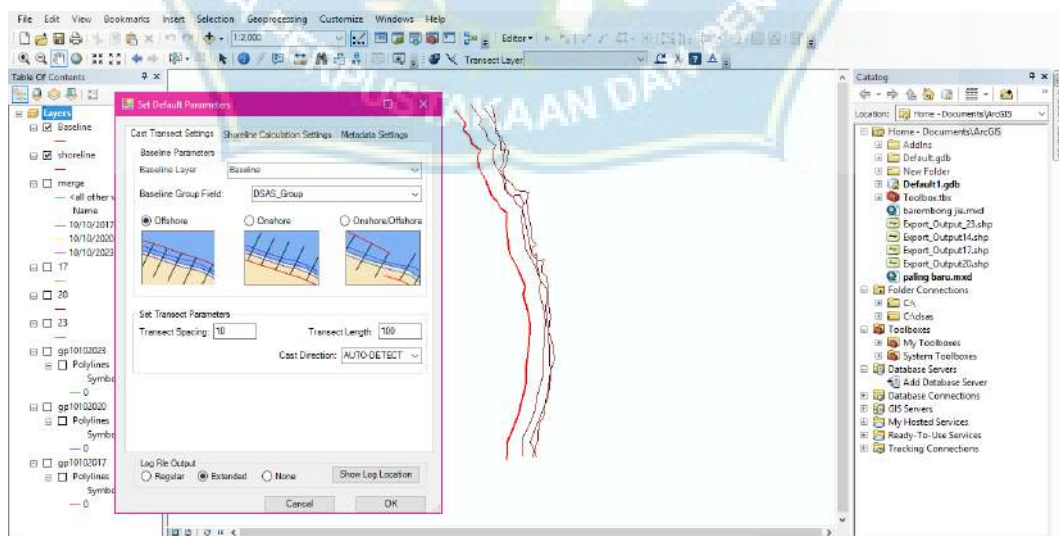 File Edit View Bookmarks Insert Selection Geoprocessing Customize Windows Help
1:2,000
Editor
Transect Layer
PUSTAKAAN DAN
Table Of Contents
Layers
Baseline
shoreline
merge
<all other v
Name
10/10/2017
10/10/2020
10/10/2023
17
20
23
gp10102023
Polylines
Symbo
0
gp10102020
Polylines
Symbo
0
gp10102017
Polylines
Symbo
0
Set Default Parameters
Cast Transect Settings Shoreline Calculation Settings Metadata Settings
Baseline Parameters
Baseline Layer Baseline
Baseline Group Field: DSAS_Group
Offshore Onshore Onshore/Offshore
Set Transect Parameters
Transect Spacing: 10 Transect Length: 100
Cast Direction: AUTO-DETECT
Log File Output
Regular Extended None Show Log Location
Cancel OK
Catalog
Location: Home - Documents\ArcGIS
Home - Documents\ArcGIS
AddIns
Default.gdb
New Folder
Default1.gdb
Toolbox.tbx
barembong jie.mxd
Export_Output_23.shp
Export_Output14.shp
Export_Output17.shp
Export_Output20.shp
paling baru.mxd
Folder Connections
C:\
C:\dsas
Toolboxes
My Toolboxes
System Toolboxes
Database Servers
Add Database Server
Database Connections
GIS Servers
My Hosted Services
Ready-To-Use Services
Tracking Connections